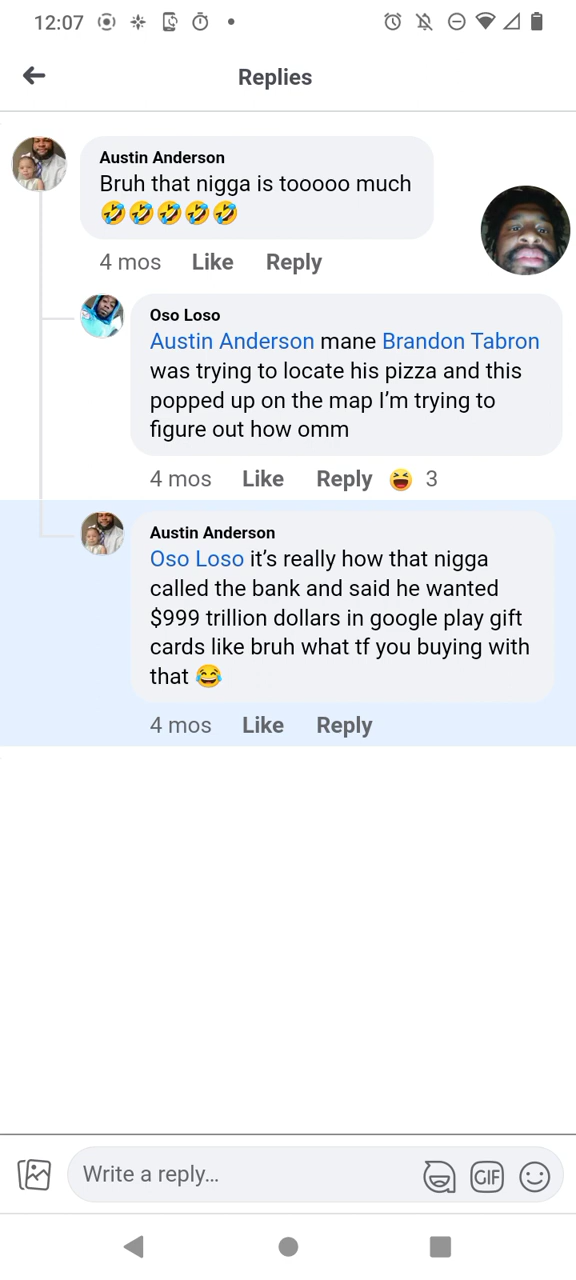 12:07
Replies
Austin Anderson
Bruh that nigga is tooooo much
🤣🤣🤣🤣🤣
4 mos Like Reply
Oso Loso
Austin Anderson mane Brandon Tabron
was trying to locate his pizza and this
popped up on the map I’m trying to
figure out how omm
4 mos Like Reply 😆 3
Austin Anderson
Oso Loso it’s really how that nigga
called the bank and said he wanted
$999 trillion dollars in google play gift
cards like bruh what tf you buying with
that 😂
4 mos Like Reply
Write a reply...
GIF